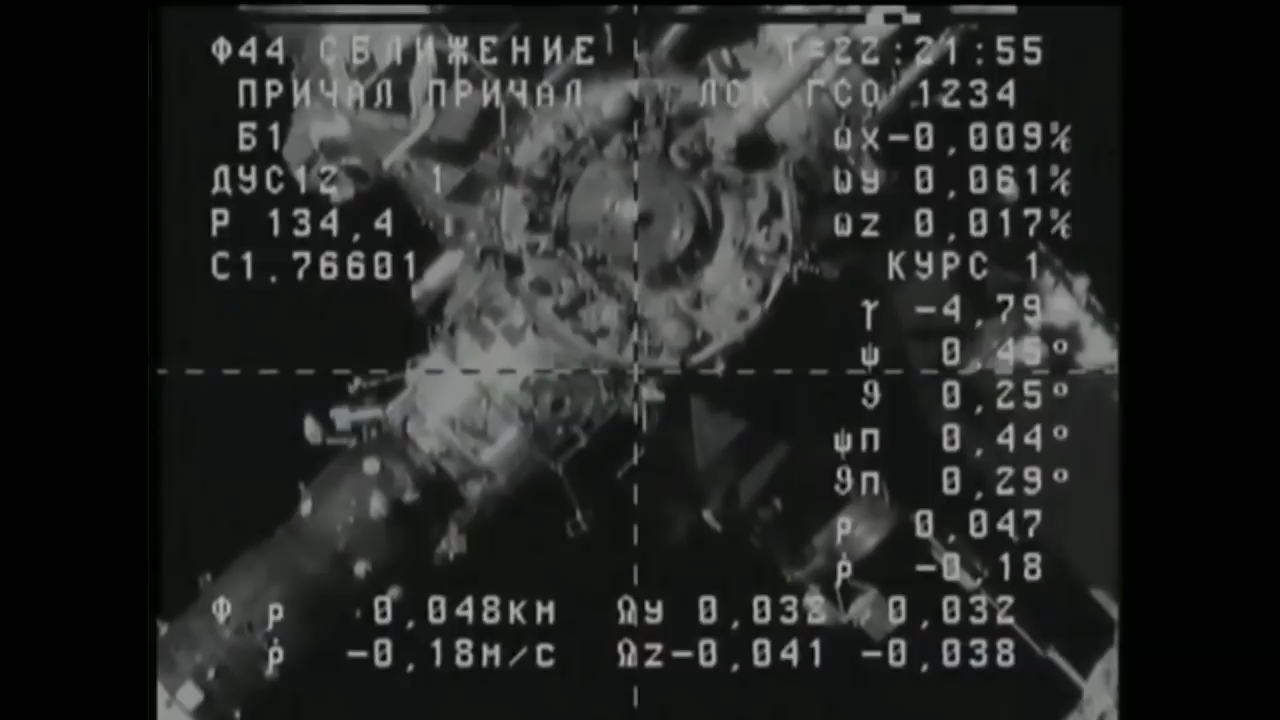 Ф44 СБЛИЖЕНИЕ T=22:21:55
ПРИЧАЛ ПРИЧАЛ ЛСК ГСО 1234
Б1 ωx-0,009%
ДУС12 1 ωy 0,061%
Р 134,4 ωz 0,017%
С1.76601 КУРС 1
γ -4,79
ψ 0,45°
ϑ 0,25°
ψп 0,44°
ϑп 0,29°
ρ 0,047
ρ̇ -0,18
Ф ρ 0,048км Ωy 0,032 0,032
ρ̇ -0,18м/с Ωz-0,041 -0,038